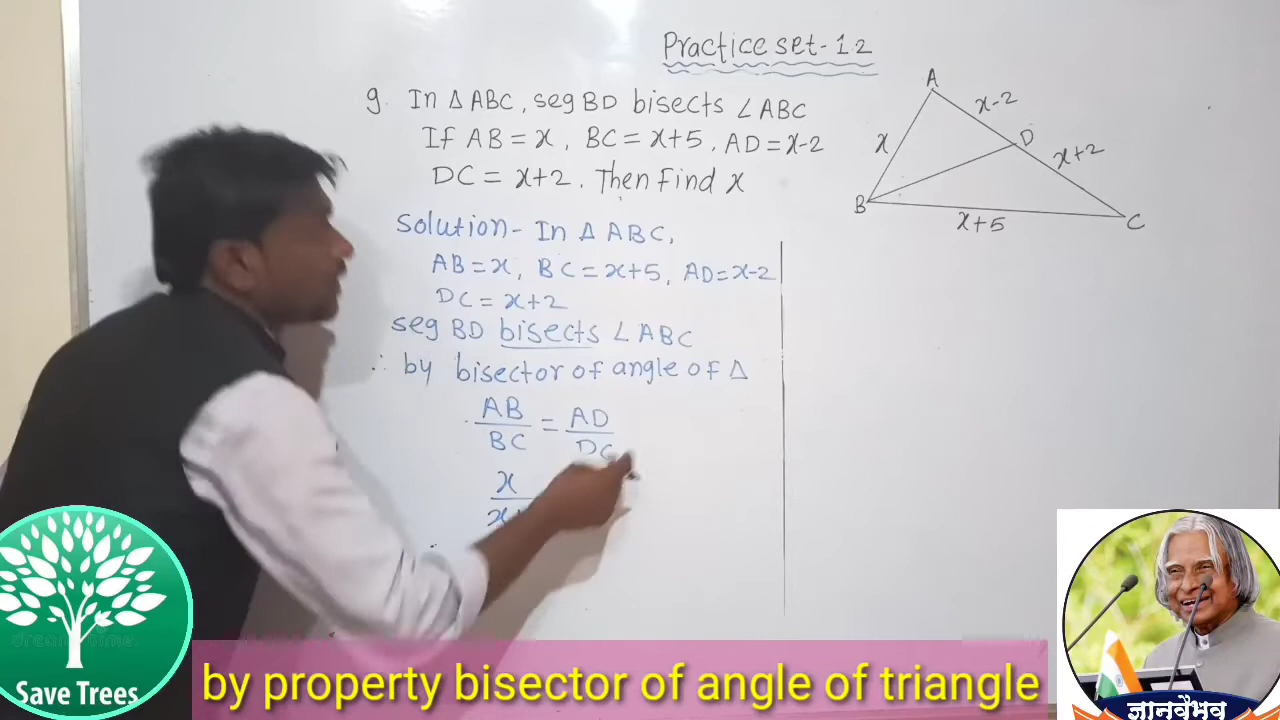 Practice set-1.2
9. In △ABC, seg BD bisects ∠ABC
If AB = x, BC = x+5, AD = x-2
DC = x+2. Then find x
A
x-2
D
x
x+2
B
x+5
C
Solution- In △ABC,
AB = x, BC = x+5, AD = x-2
DC = x+2
seg BD bisects ∠ABC
∴ by bisector of angle of △
AB/BC = AD/DC
x
dreamstime.
Save Trees
by property bisector of angle of triangle
ज्ञानवैभव